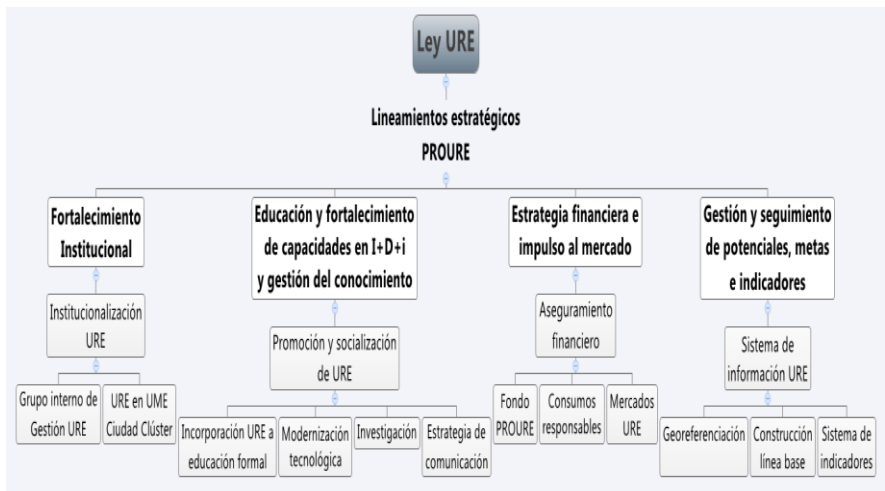 Ley URE
Lineamientos estratégicos
PROURE
Fortalecimiento
Institucional
Institucionalización
URE
Grupo interno de
Gestión URE
URE en UME
Ciudad Clúster
Educación y fortalecimiento
de capacidades en I+D+i
y gestión del conocimiento
Promoción y socialización
de URE
Incorporación URE a
educación formal
Modernización
tecnológica
Investigación
Estrategia de
comunicación
Estrategia financiera e
impulso al mercado
Aseguramiento
financiero
Fondo
PROURE
Consumos
responsables
Mercados
URE
Gestión y seguimiento
de potenciales, metas
e indicadores
Sistema de
información URE
Georeferenciación
Construcción
línea base
Sistema de
indicadores